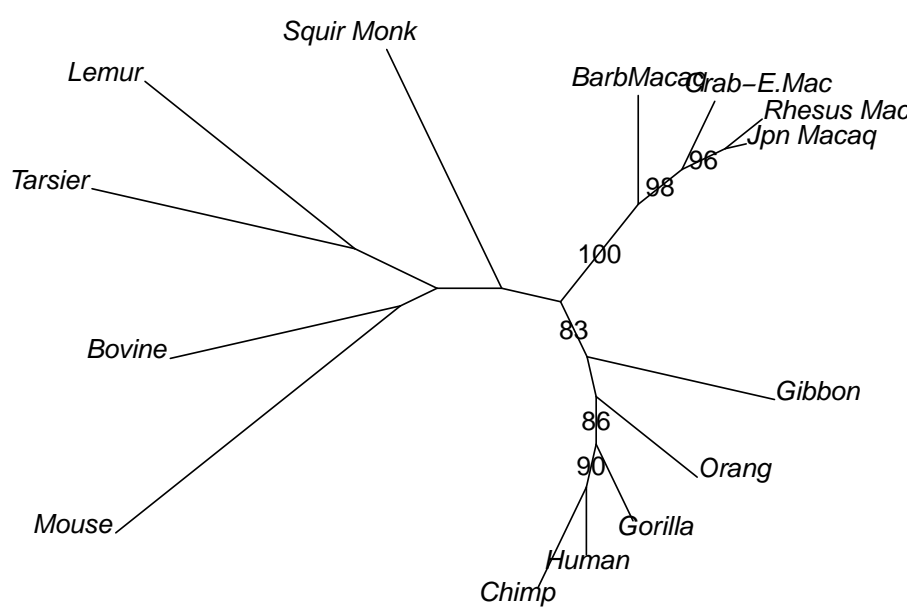 Squir Monk
Lemur
BarbMacaq
Crab-E.Mac
Rhesus Mac
Jpn Macaq
96
Tarsier
98
100
83
Bovine
Gibbon
86
90
Orang
Mouse
Gorilla
Human
Chimp